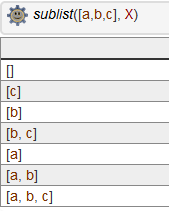 sublist([a,b,c], X)
[]
[c]
[b]
[b, c]
[a]
[a, b]
[a, b, c]